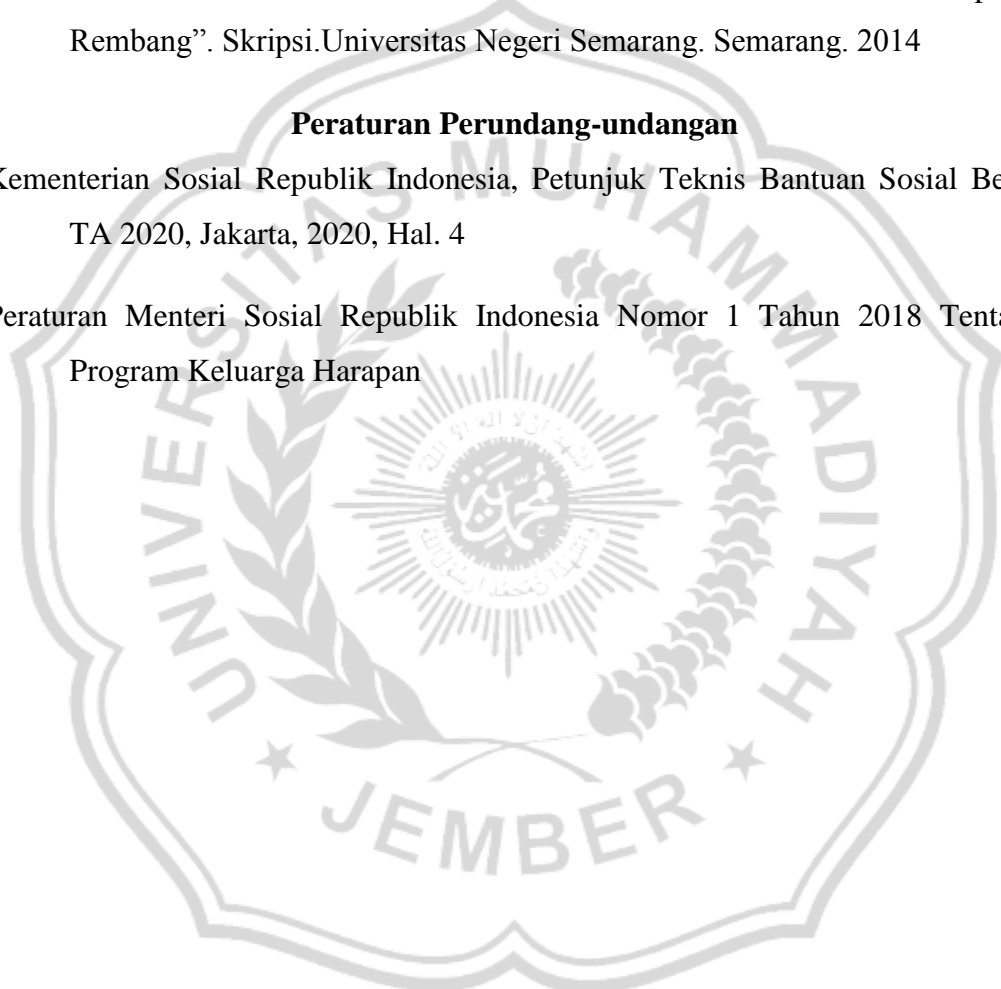 Rembang”. Skripsi.Universitas Negeri Semarang. Semarang. 2014
Peraturan Perundang-undangan
Kementerian Sosial Republik Indonesia, Petunjuk Teknis Bantuan Sosial Be
TA 2020, Jakarta, 2020, Hal. 4
Peraturan Menteri Sosial Republik Indonesia Nomor 1 Tahun 2018 Tenta
Program Keluarga Harapan
UNIVERSITAS MUHAMMADIYAH
JEMBER